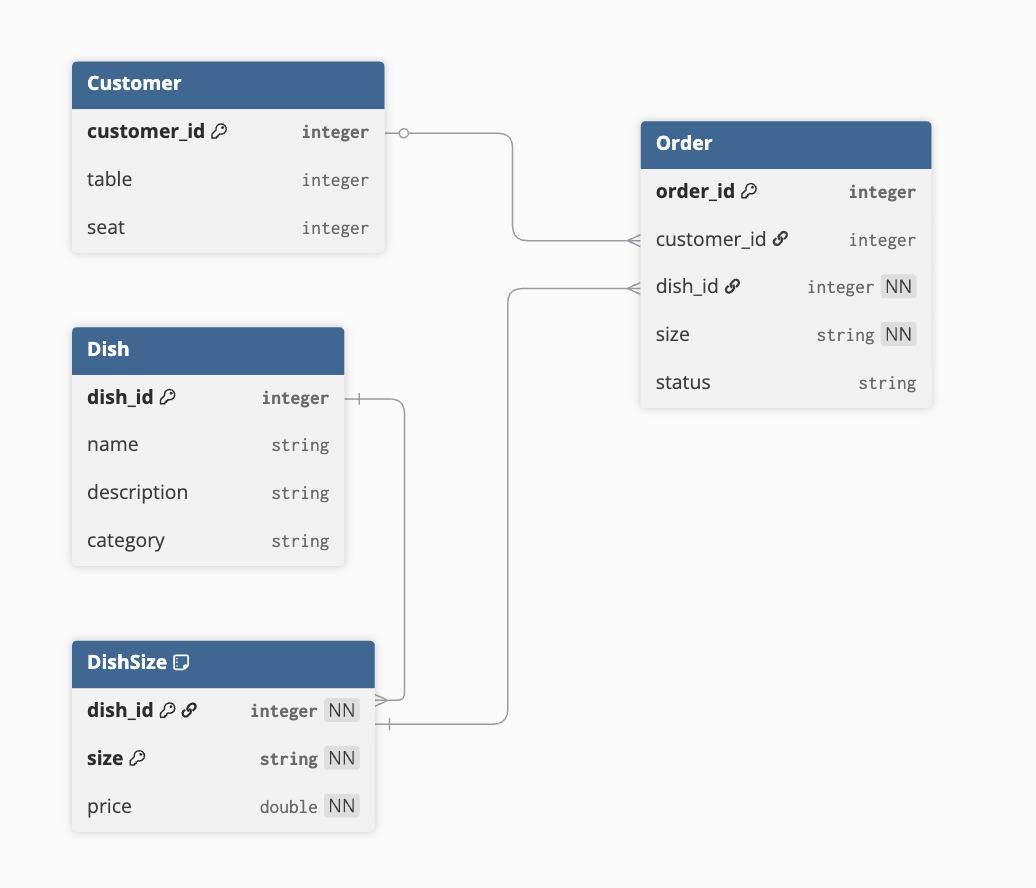 Customer
customer_id integer
table integer
seat integer
Order
order_id integer
customer_id integer
dish_id integer NN
size string NN
status string
Dish
dish_id integer
name string
description string
category string
DishSize
dish_id integer NN
size string NN
price double NN